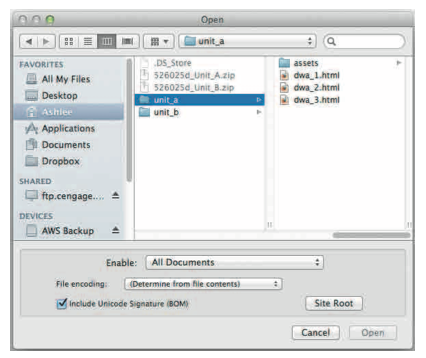 Open
unit_a
FAVORITES
All My Files
Desktop
Ashlee
Applications
Documents
Dropbox
SHARED
ftp.cengage....
DEVICES
AWS Backup
.DS_Store
526025d_Unit_A.zip
526025d_Unit_B.zip
unit_a
unit_b
assets
dwa_1.html
dwa_2.html
dwa_3.html
Enable: All Documents
File encoding: (Determine from file contents)
Include Unicode Signature (BOM)
Site Root
Cancel Open